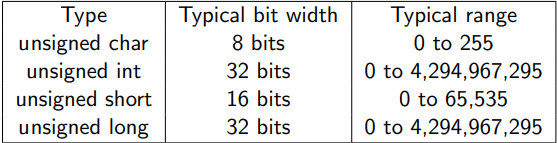 Type Typical bit width Typical range
unsigned char 8 bits 0 to 255
unsigned int 32 bits 0 to 4,294,967,295
unsigned short 16 bits 0 to 65,535
unsigned long 32 bits 0 to 4,294,967,295